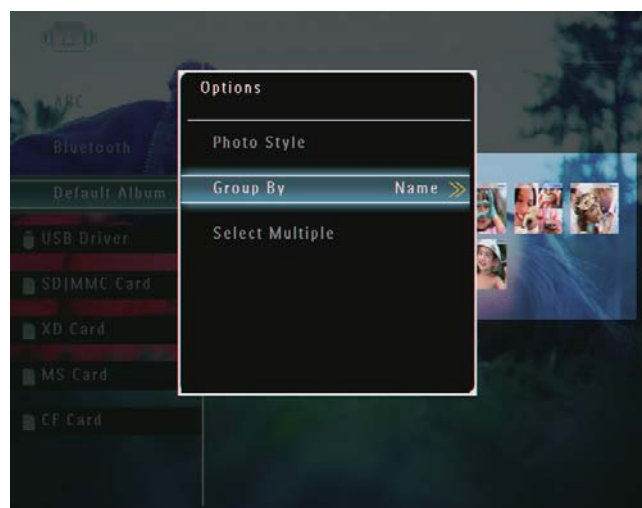 Options
Photo Style
Group By Name
Select Multiple
ABC
Bluetooth
Default Album
USB Driver
SD|MMC Card
XD Card
MS Card
CF Card